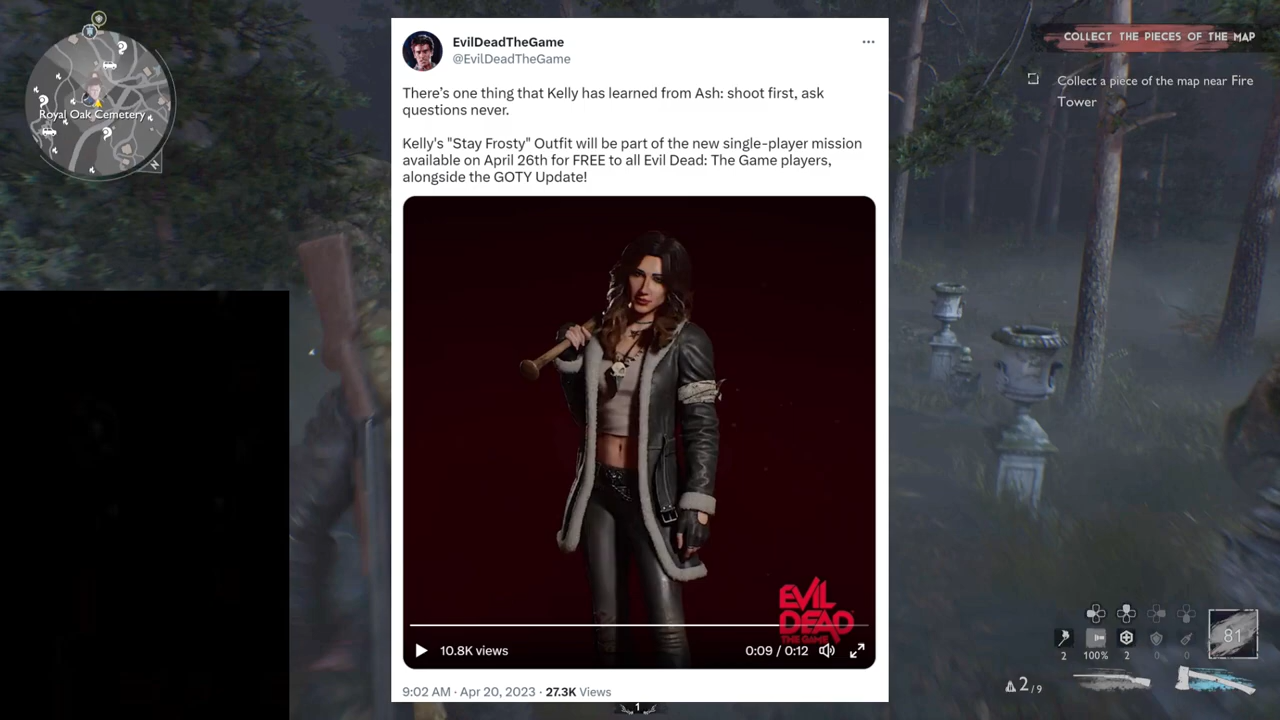 Royal Oak Cemetery
N
EvilDeadTheGame
@EvilDeadTheGame
There's one thing that Kelly has learned from Ash: shoot first, ask
questions never.
Kelly's "Stay Frosty" Outfit will be part of the new single-player mission
available on April 26th for FREE to all Evil Dead: The Game players,
alongside the GOTY Update!
EVIL
DEAD
THE GAME
10.8K views
0:09 / 0:12
9:02 AM · Apr 20, 2023 · 27.3K Views
1
COLLECT THE PIECES OF THE MAP
Collect a piece of the map near Fire
Tower
2
100%
2
0
0
81
2/9